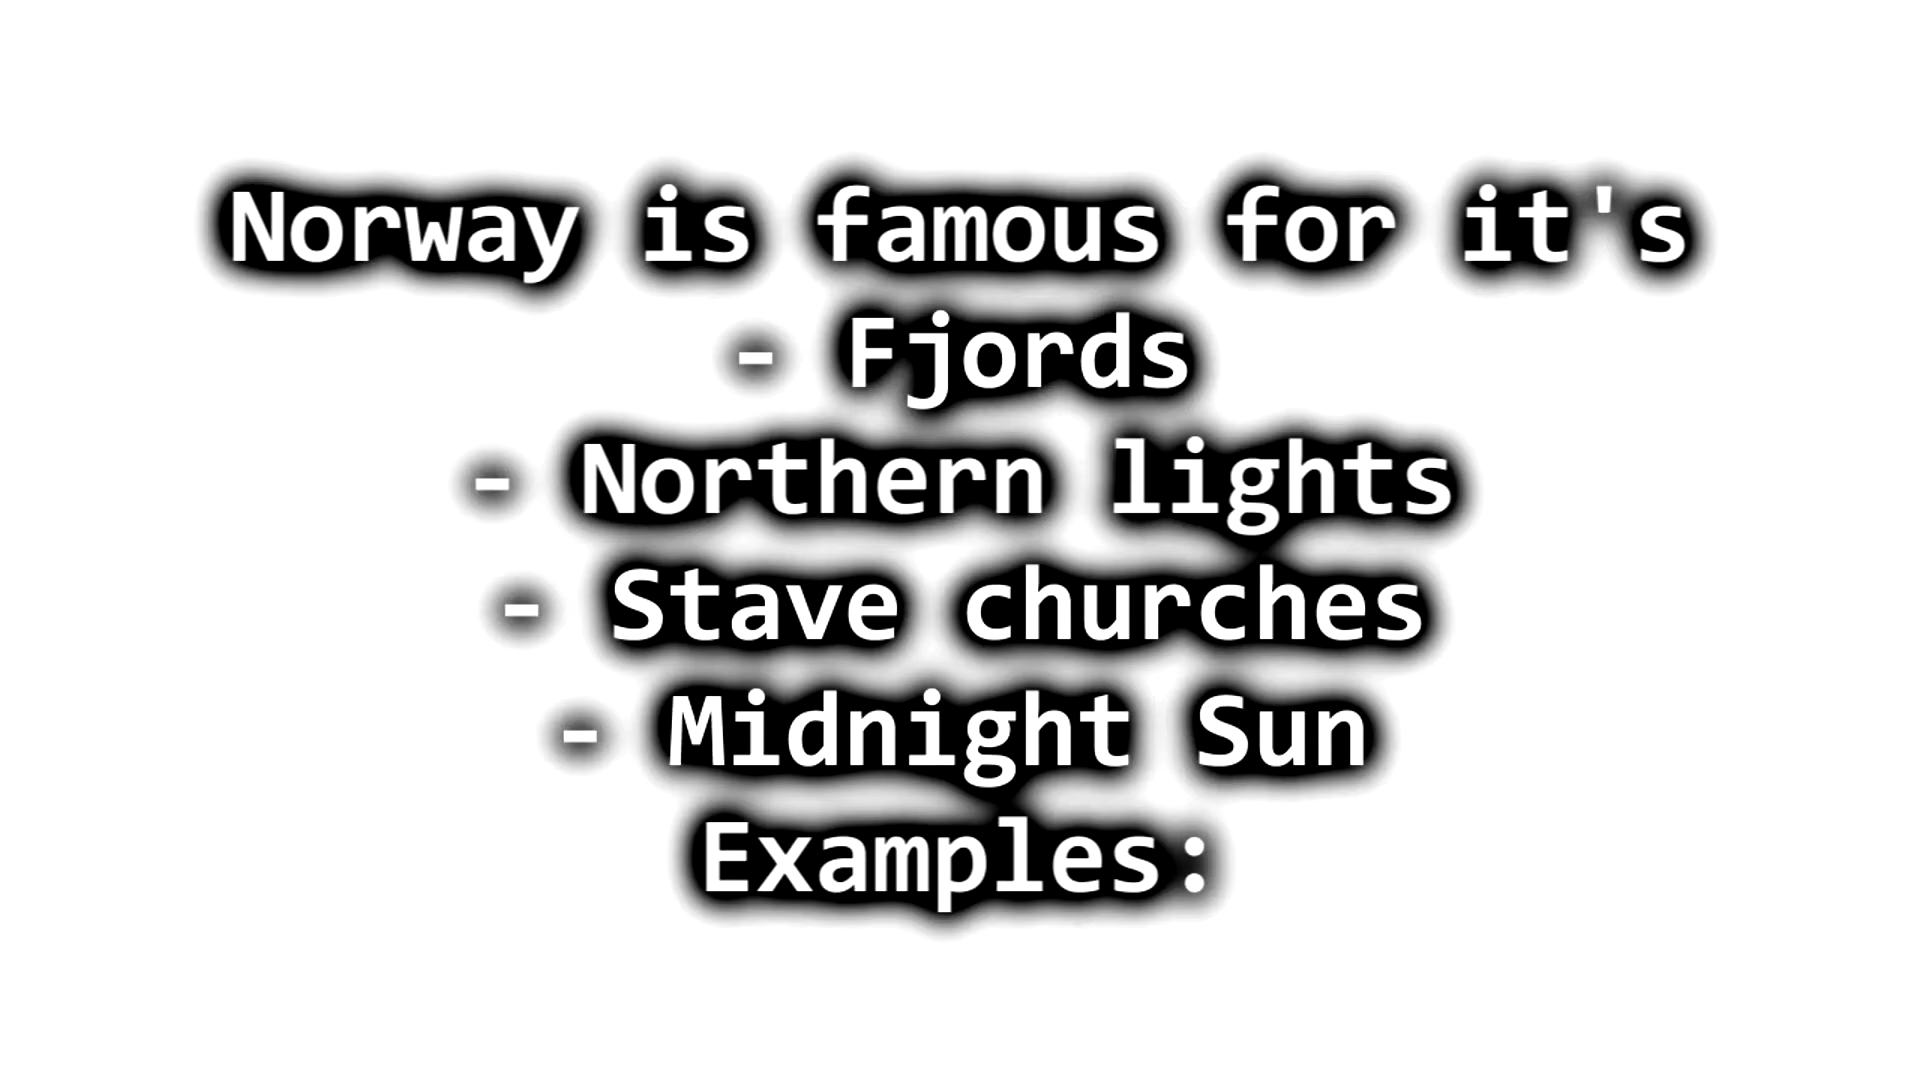 Norway is famous for it's
- Fjords
- Northern lights
- Stave churches
- Midnight Sun
Examples: